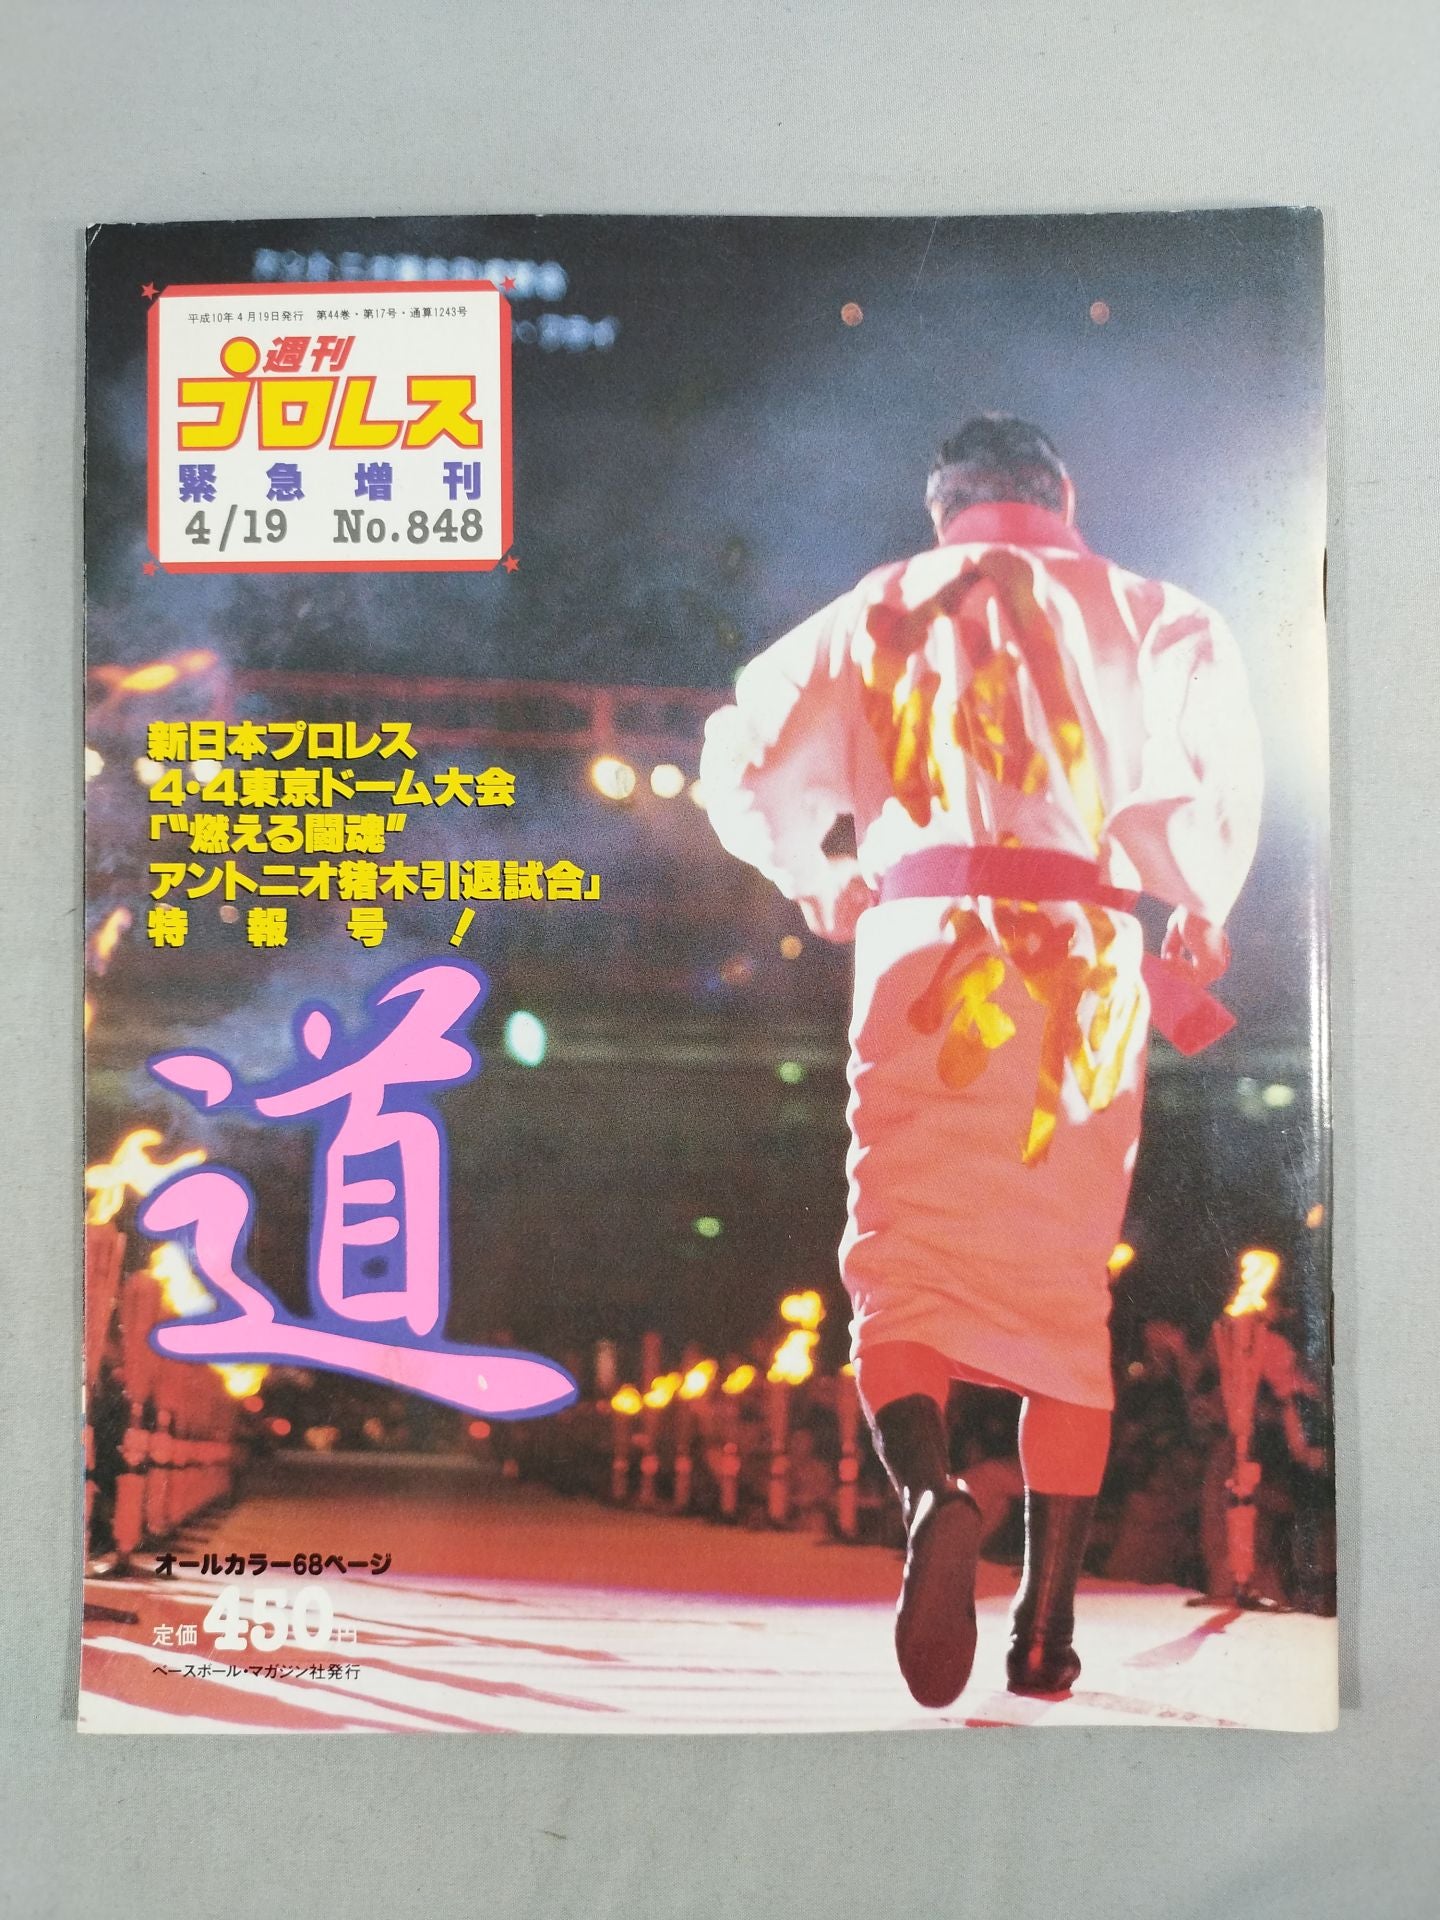 平成10年4月19日発行 第44巻・第17号・通算1243号
週刊
プロレス
緊急増刊
4/19 No.848
新日本プロレス
4・4東京ドーム大会
「〝燃える闘魂〟
アントニオ猪木引退試合」
特報号!
道
オールカラー68ページ
定価450円
ベースボール・マガジン社発行